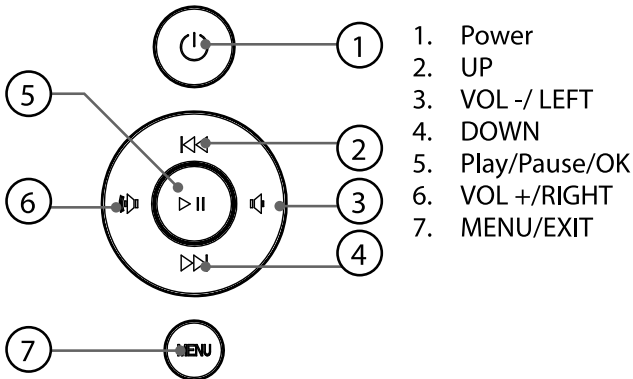 1
5
2
6
3
4
7
MENU
1. Power
2. UP
3. VOL -/ LEFT
4. DOWN
5. Play/Pause/OK
6. VOL +/RIGHT
7. MENU/EXIT